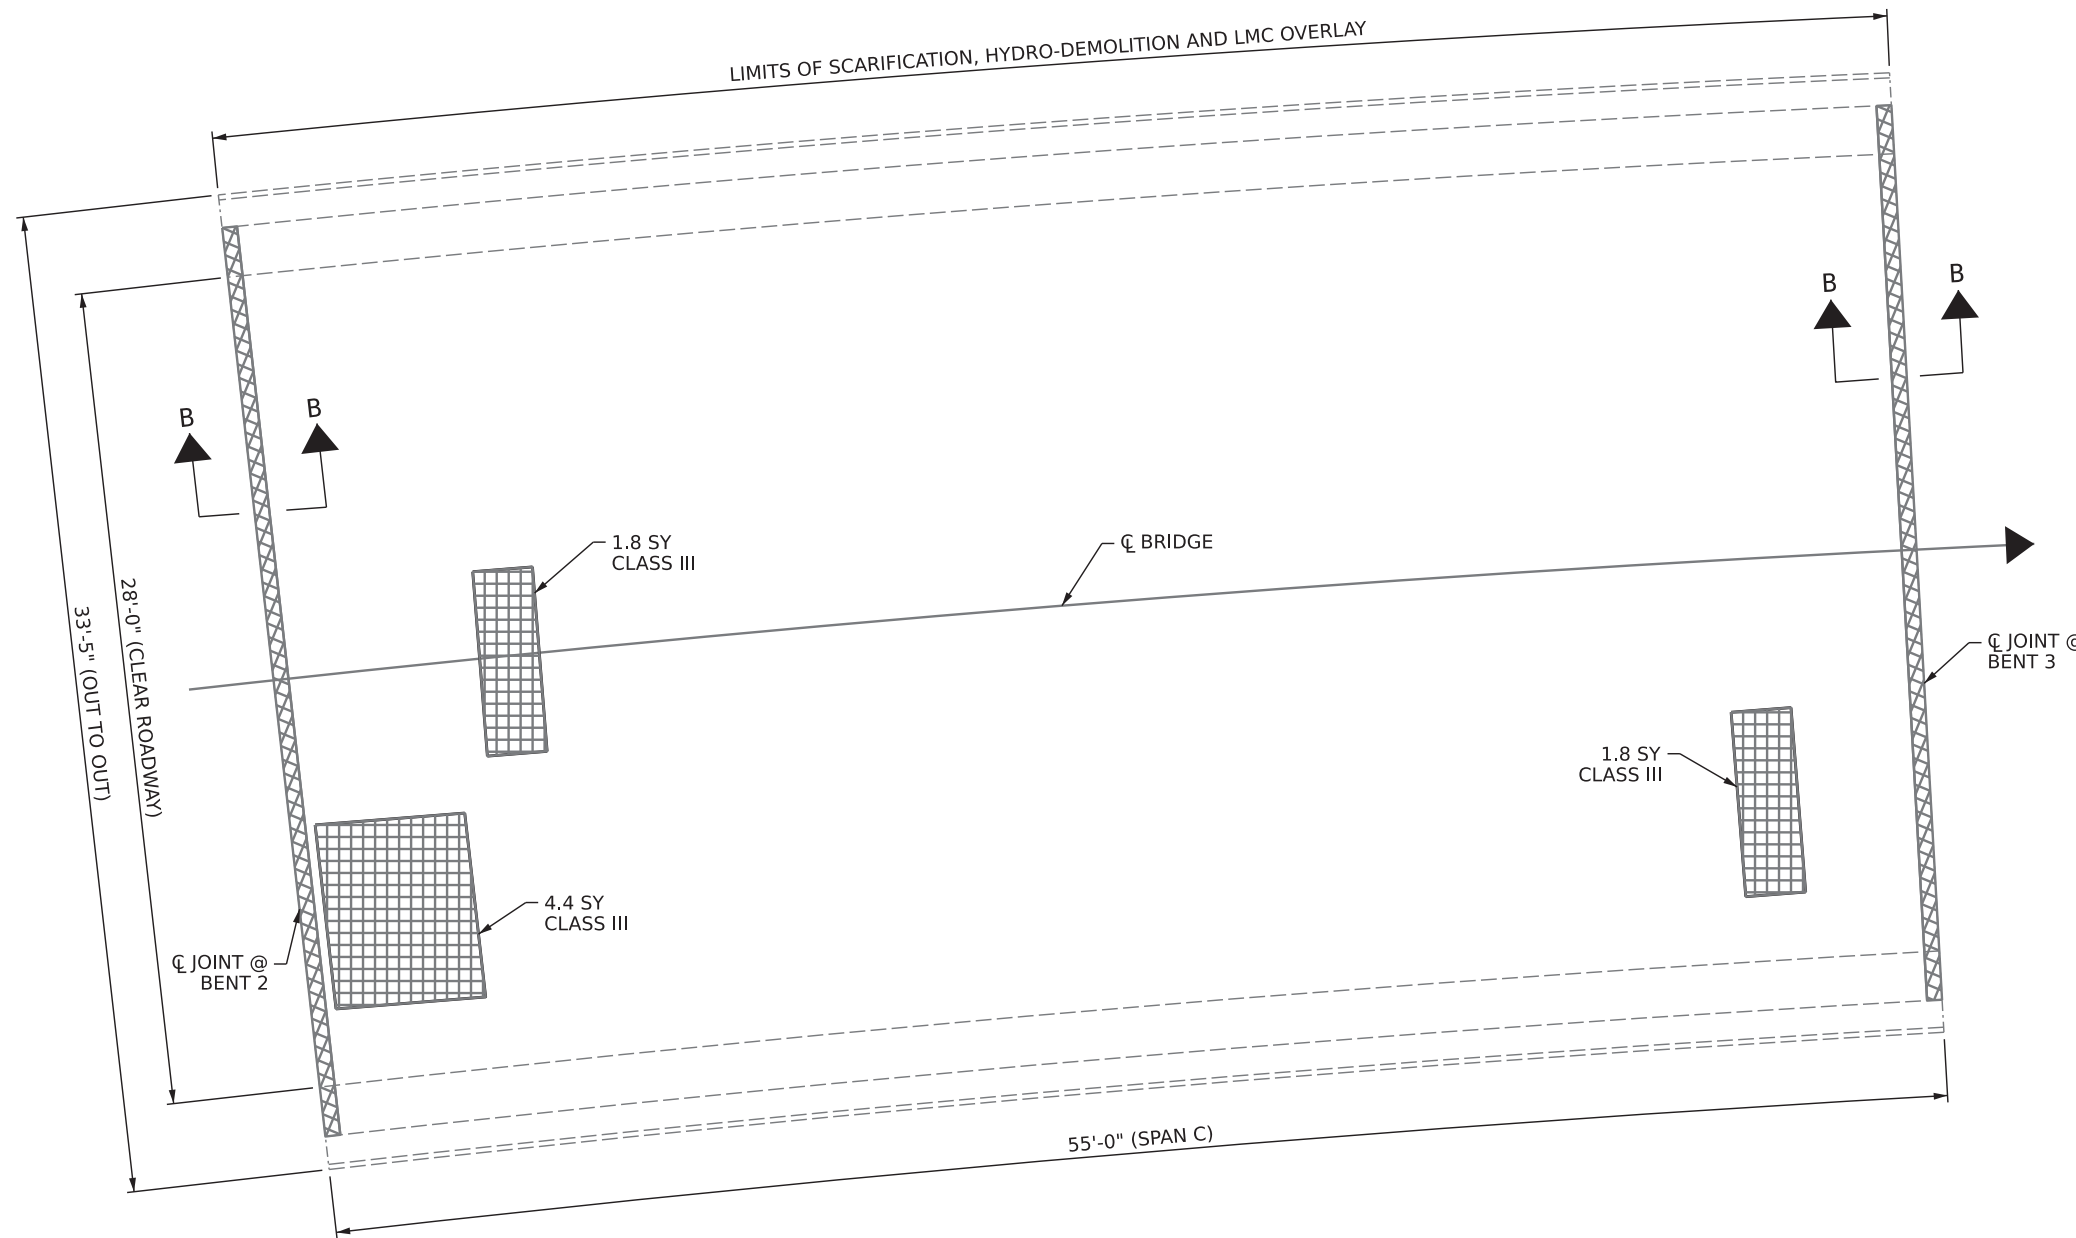 LIMITS OF SCARIFICATION, HYDRO-DEMOLITION AND LMC OVERLAY
B
B
B
B
1.8 SY
CLASS III
℄ BRIDGE
28'-0" (CLEAR ROADWAY)
33'-5" (OUT TO OUT)
℄ JOINT @
BENT 3
1.8 SY
CLASS III
4.4 SY
CLASS III
℄ JOINT @
BENT 2
55'-0" (SPAN C)